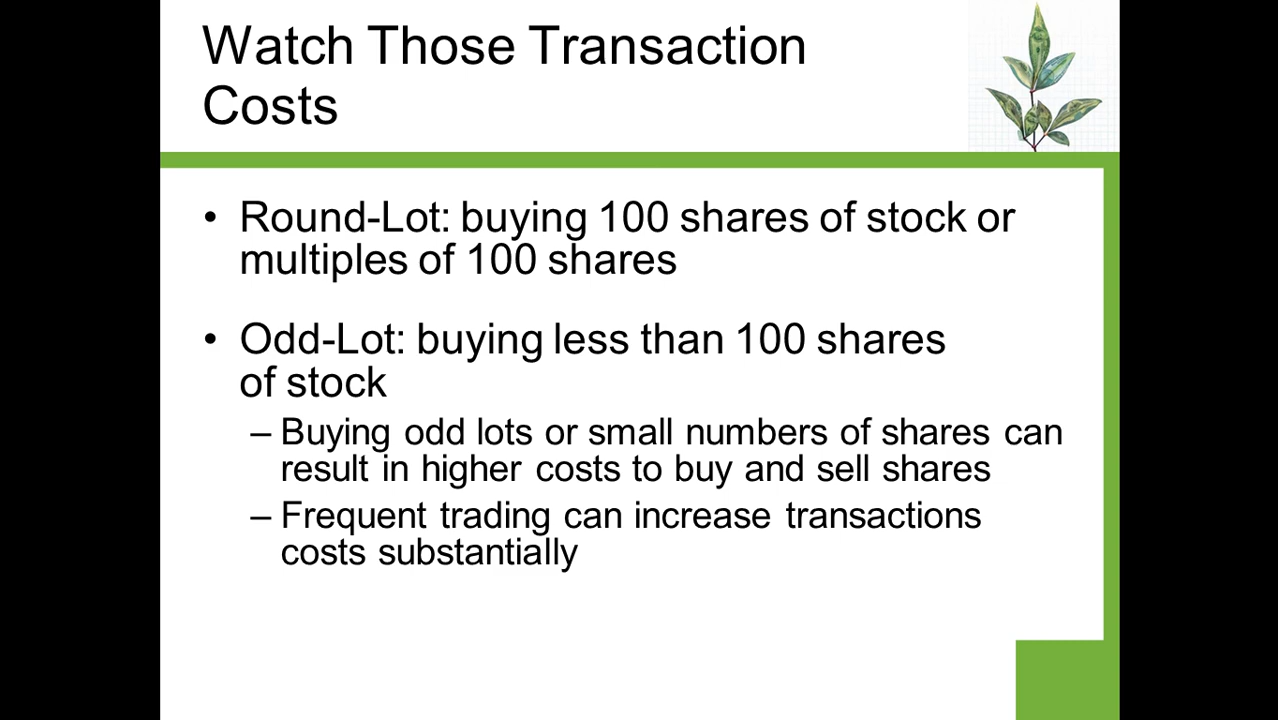 Watch Those Transaction
Costs
• Round-Lot: buying 100 shares of stock or
multiples of 100 shares
• Odd-Lot: buying less than 100 shares
of stock
– Buying odd lots or small numbers of shares can
result in higher costs to buy and sell shares
– Frequent trading can increase transactions
costs substantially